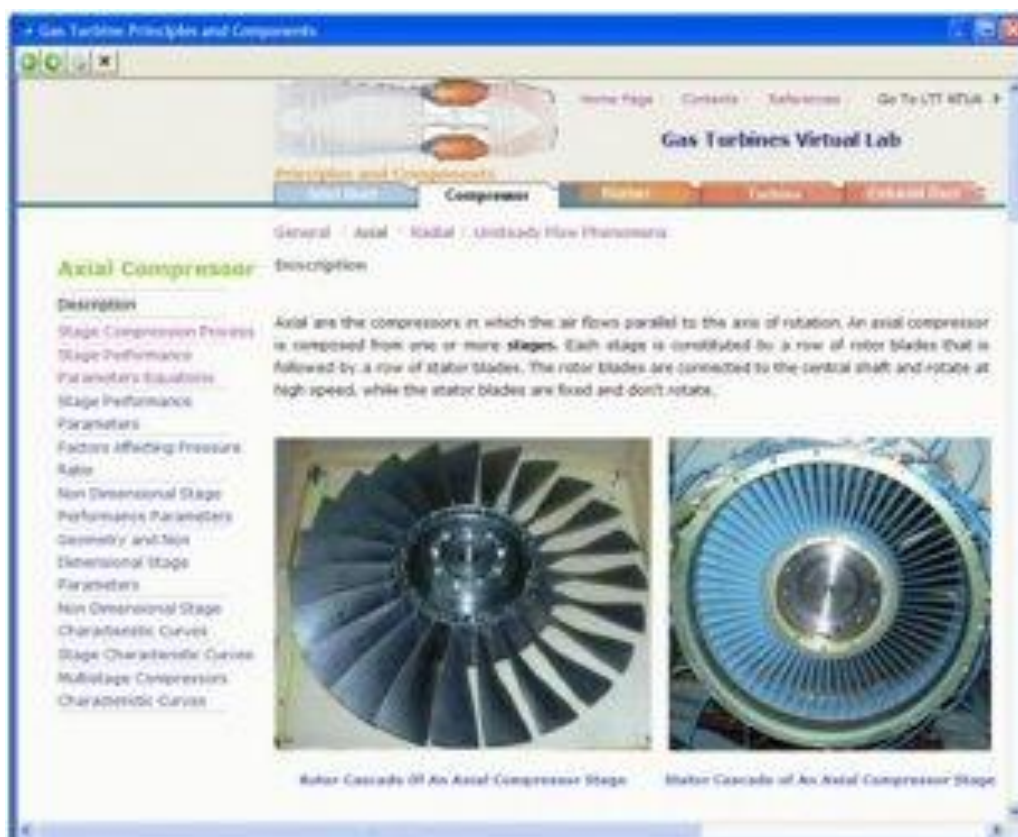 Gas Turbine Principles and Components
Home Page Contents References Go To LTT NTUA
Gas Turbines Virtual Lab
Principles and Components
Inlet Duct Compressor Burner Turbine Exhaust Duct
General Axial Radial Unsteady Flow Phenomena
Axial Compressor
Description
Description
Stage Compression Process
Stage Performance
Parameters Equations
Stage Performance
Parameters
Factors Affecting Pressure
Ratio
Non Dimensional Stage
Performance Parameters
Geometry and Non
Dimensional Stage
Parameters
Non Dimensional Stage
Characteristic Curves
Stage Characteristic Curves
Multistage Compressors
Characteristic Curves
Axial are the compressors in which the air flows parallel to the axis of rotation. An axial compressor
is composed from one or more stages. Each stage is constituted by a row of rotor blades that is
followed by a row of stator blades. The rotor blades are connected to the central shaft and rotate at
high speed, while the stator blades are fixed and don't rotate.
Rotor Cascade Of An Axial Compressor Stage
Stator Cascade of An Axial Compressor Stage